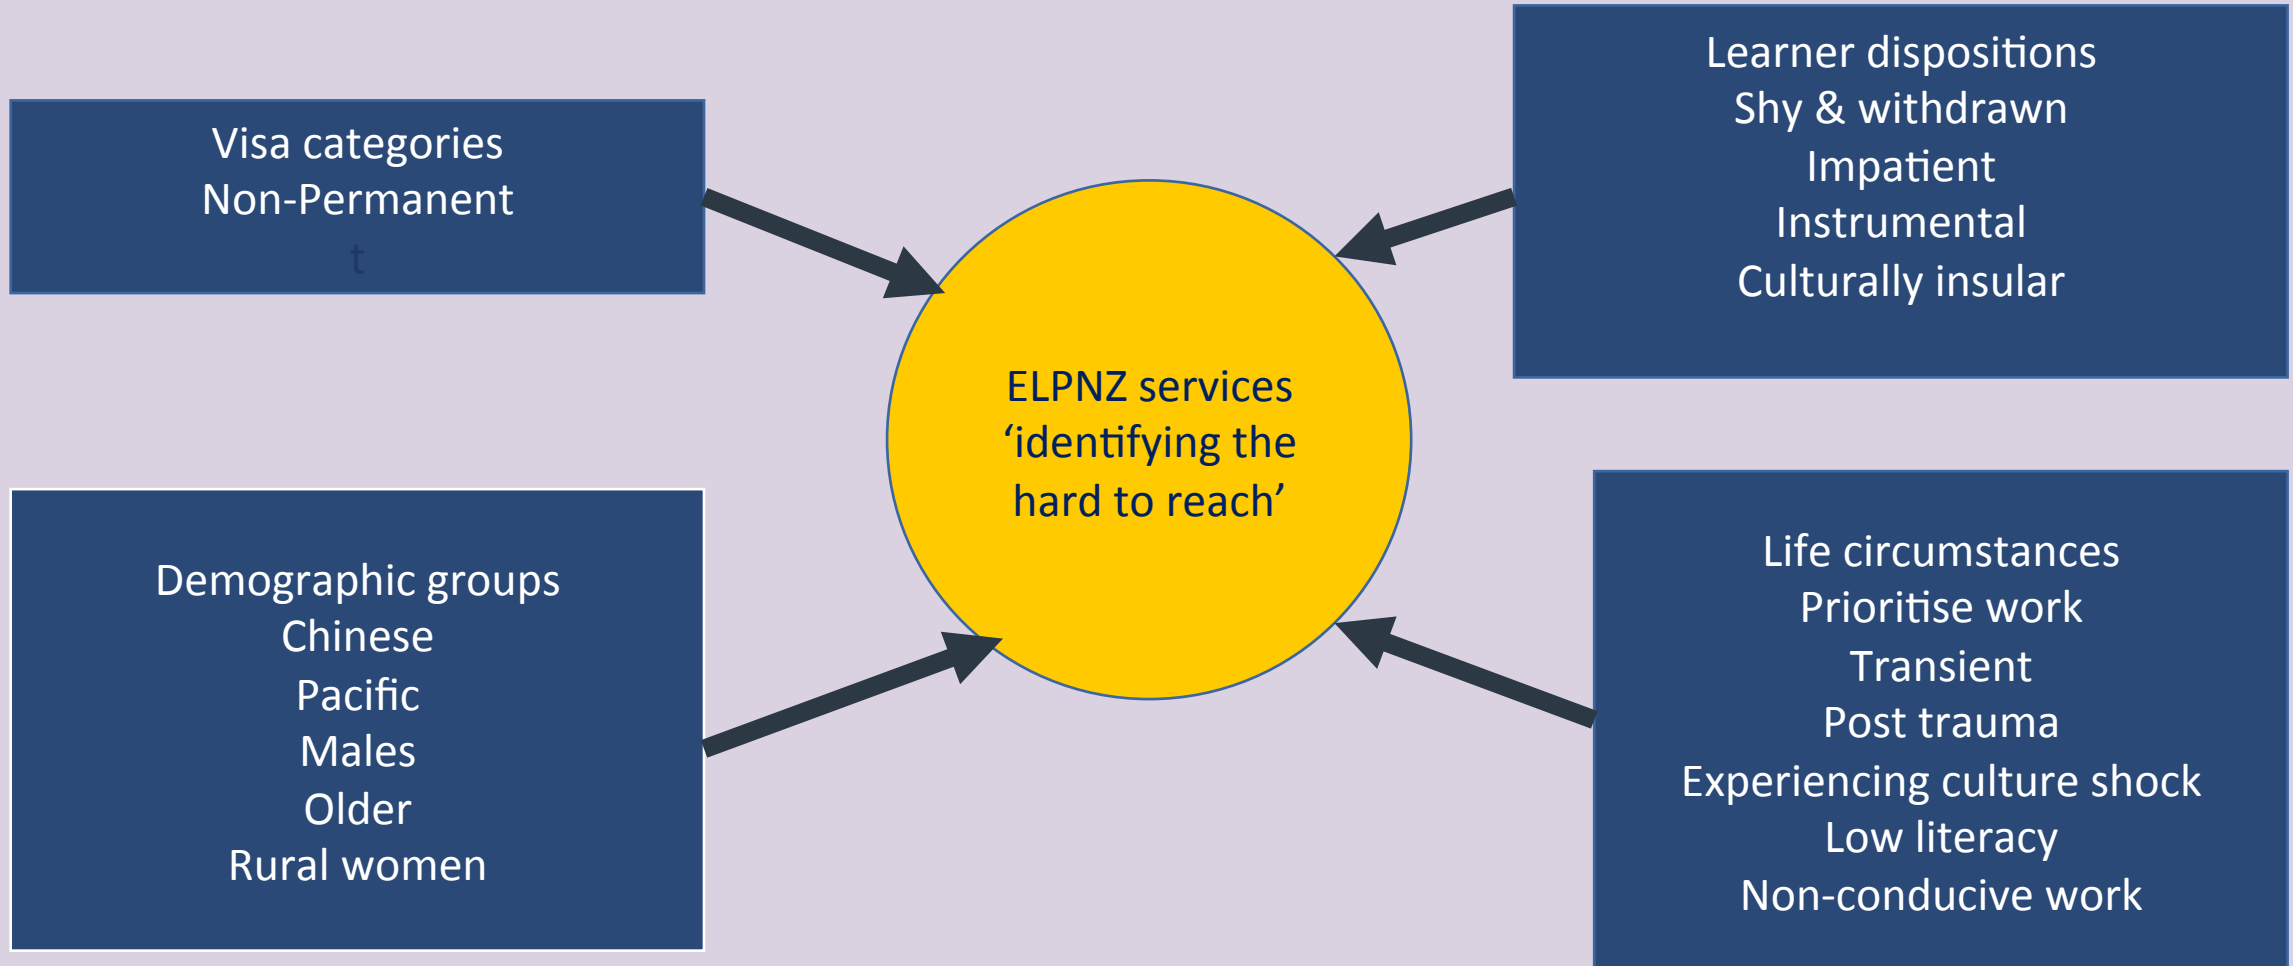 Visa categories
Non-Permanent
t
Learner dispositions
Shy & withdrawn
Impatient
Instrumental
Culturally insular
ELPNZ services
‘identifying the
hard to reach’
Demographic groups
Chinese
Pacific
Males
Older
Rural women
Life circumstances
Prioritise work
Transient
Post trauma
Experiencing culture shock
Low literacy
Non-conducive work